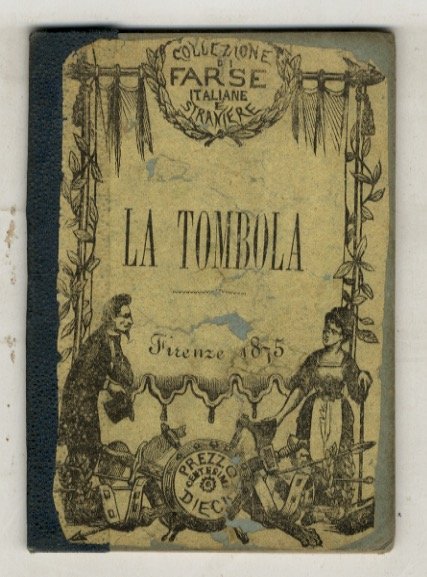 COLLEZIONE
DI
FARSE
ITALIANE
E
STRANIERE
LA TOMBOLA
Firenze 1875
PREZZO
CENTESIMI
DIECI